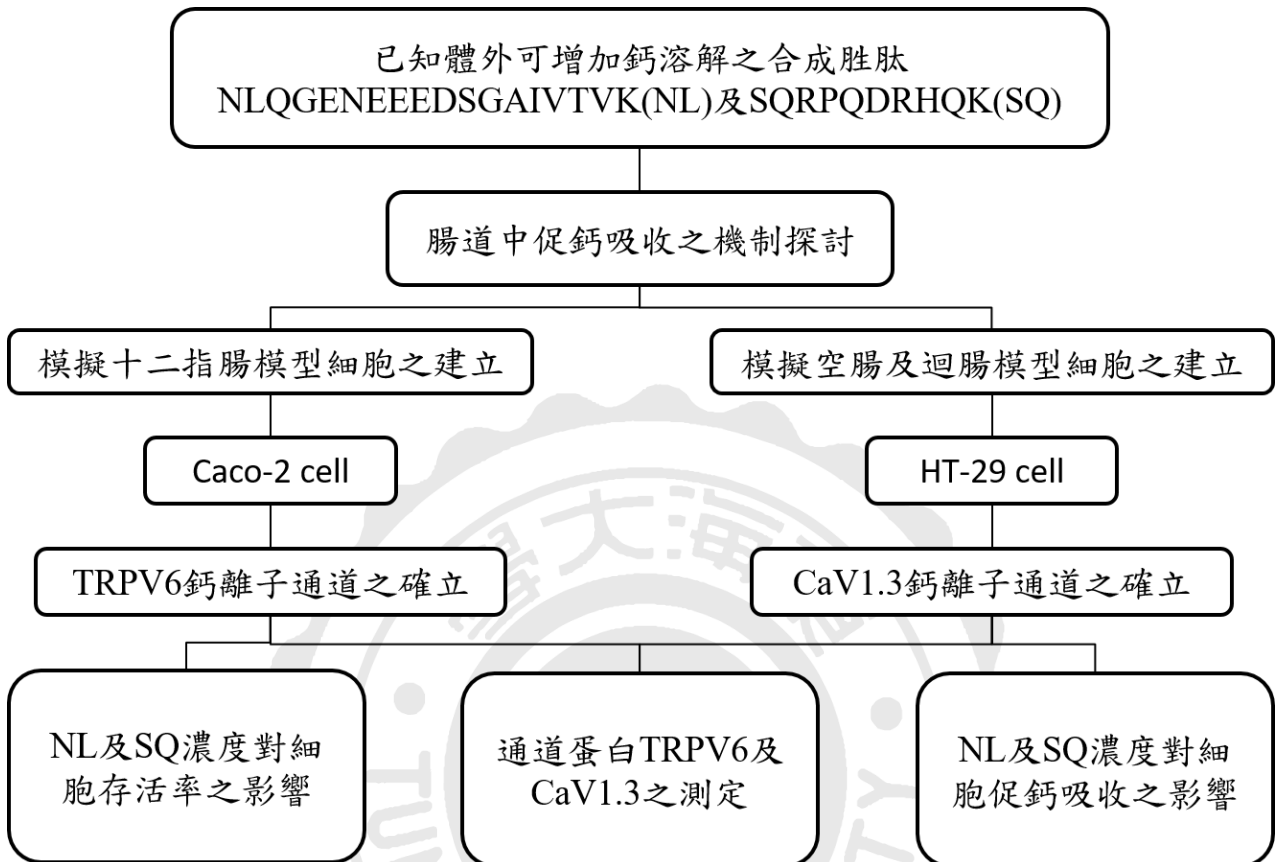 已知體外可增加鈣溶解之合成胜肽
NLQGENEEEDSGAIVTVK(NL)及SQRPQDRHQK(SQ)
腸道中促鈣吸收之機制探討
模擬十二指腸模型細胞之建立
模擬空腸及迴腸模型細胞之建立
Caco-2 cell
HT-29 cell
TRPV6鈣離子通道之確立
CaV1.3鈣離子通道之確立
NL及SQ濃度對細
胞存活率之影響
通道蛋白TRPV6及
CaV1.3之測定
NL及SQ濃度對細
胞促鈣吸收之影響